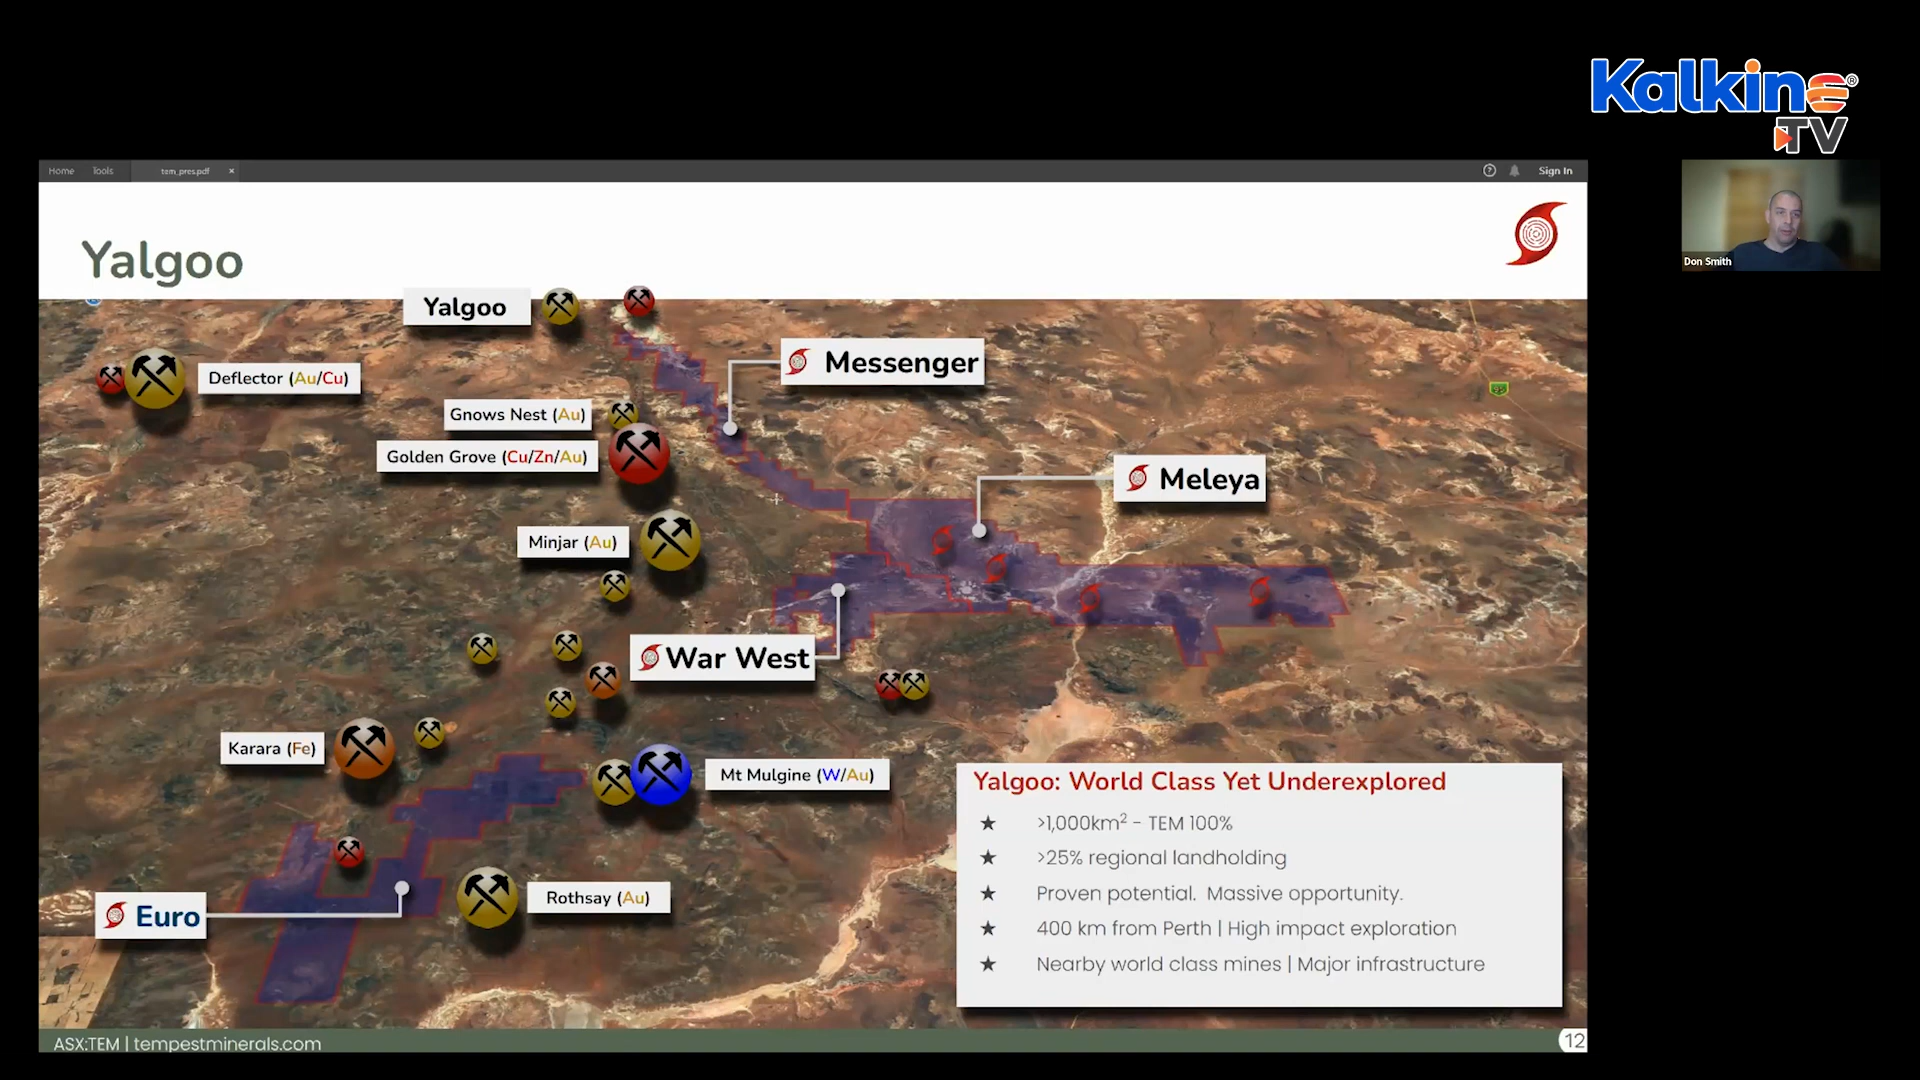 Kalkine®
TV
Home Tools tem_pres.pdf × ? Sign In
Don Smith
Yalgoo
Yalgoo
Messenger
Deflector (Au/Cu)
Gnows Nest (Au)
Golden Grove (Cu/Zn/Au)
Meleya
Minjar (Au)
War West
Karara (Fe)
Mt Mulgine (W/Au)
Rothsay (Au)
Euro
Yalgoo: World Class Yet Underexplored
★ >1,000km² - TEM 100%
★ >25% regional landholding
★ Proven potential. Massive opportunity.
★ 400 km from Perth | High impact exploration
★ Nearby world class mines | Major infrastructure
ASX:TEM | tempestminerals.com
12